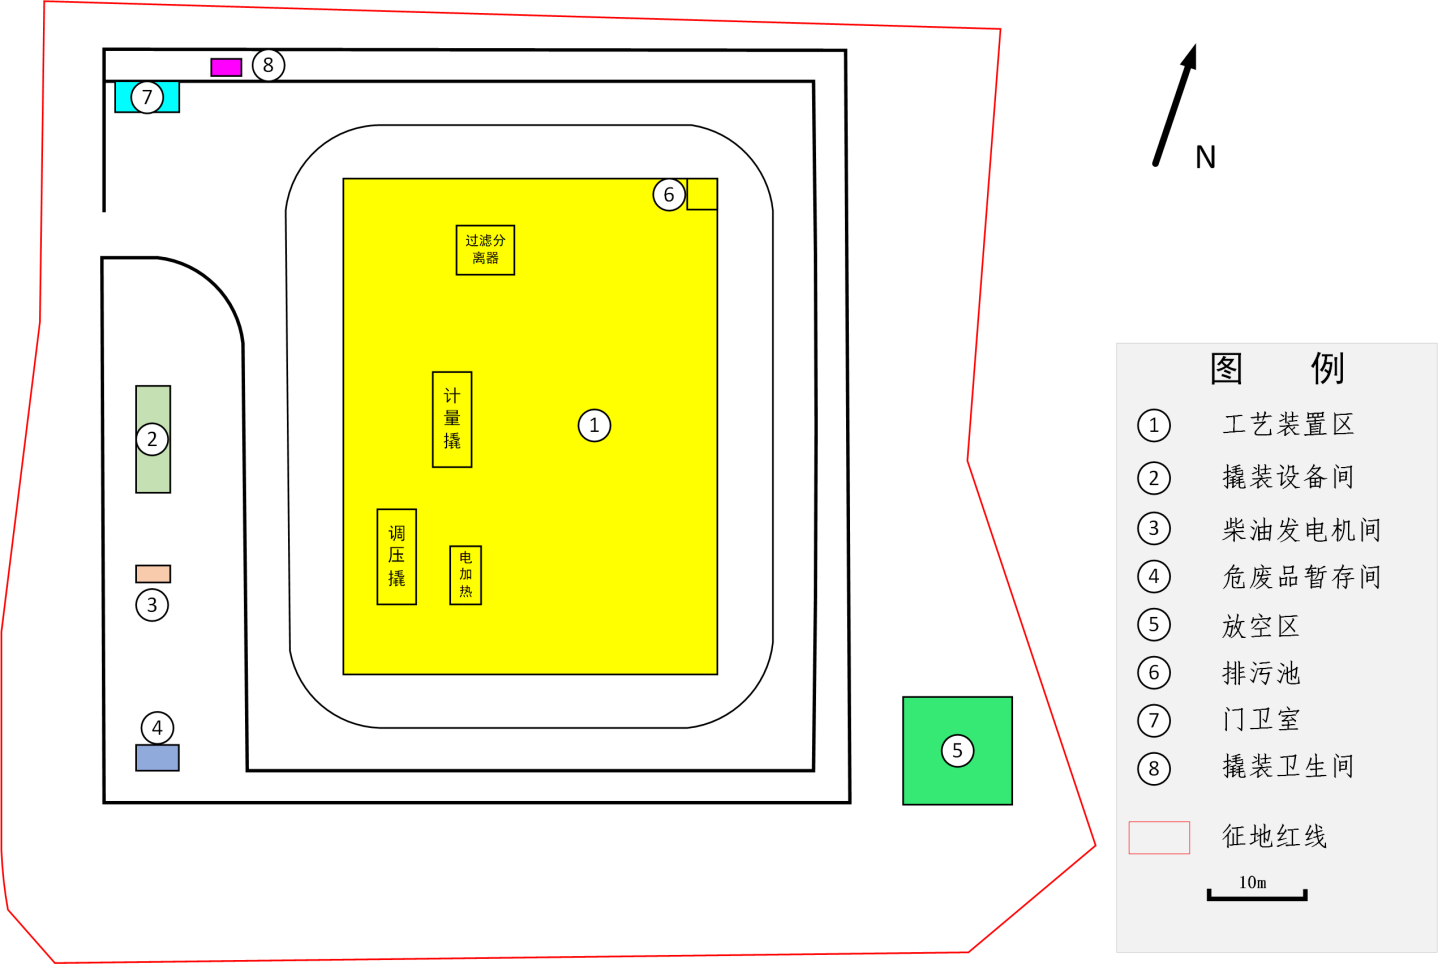 8
7
N
6
过滤分
离器
计量撬
1
2
调压撬
电加热
3
4
5
图 例
1 工艺装置区
2 撬装设备间
3 柴油发电机间
4 危废品暂存间
5 放空区
6 排污池
7 门卫室
8 撬装卫生间
征地红线
10m